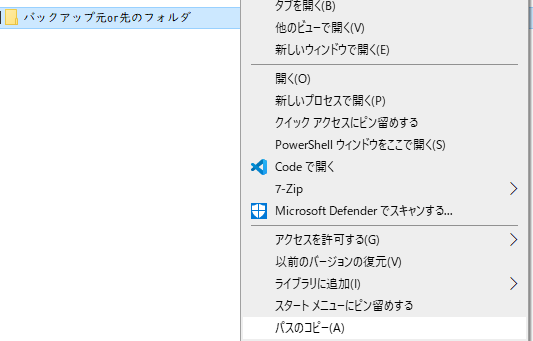 タブを開く(B)
バックアップ元or先のフォルダ
他のビューで開く(V)
新しいウィンドウで開く(E)
開く(O)
新しいプロセスで開く(P)
クイック アクセスにピン留めする
PowerShell ウィンドウをここで開く(S)
Code で開く
7-Zip
Microsoft Defender でスキャンする...
アクセスを許可する(G)
以前のバージョンの復元(V)
ライブラリに追加(I)
スタート メニューにピン留めする
パスのコピー(A)